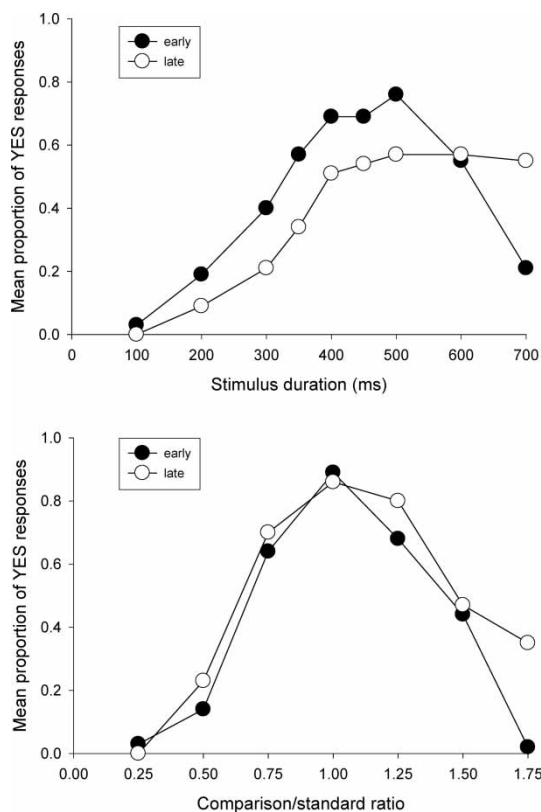 1.0
early
late
0.8
0.6
0.4
0.2
0.0
Mean proportion of YES responses
0 100 200 300 400 500 600 700
Stimulus duration (ms)
1.0
early
late
0.8
0.6
0.4
0.2
0.0
Mean proportion of YES responses
0.00 0.25 0.50 0.75 1.00 1.25 1.50 1.75
Comparison/standard ratio